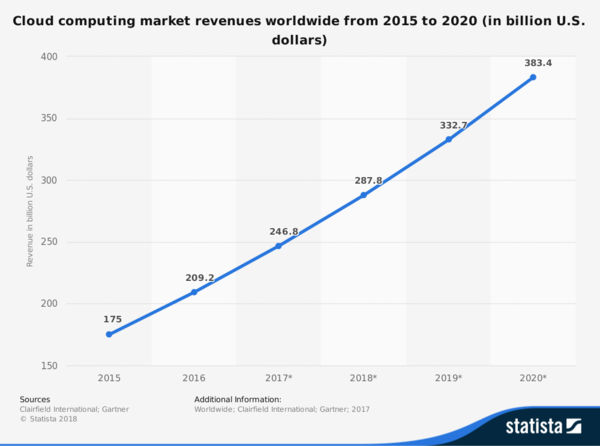 Cloud computing market revenues worldwide from 2015 to 2020 (in billion U.S.
dollars)
400
350
300
250
200
150
Revenue in billion U.S. dollars
175
209.2
246.8
287.8
332.7
383.4
2015
2016
2017*
2018*
2019*
2020*
Sources
Clairfield International; Gartner
© Statista 2018
Additional Information:
Worldwide; Clairfield International; Gartner; 2017
statista